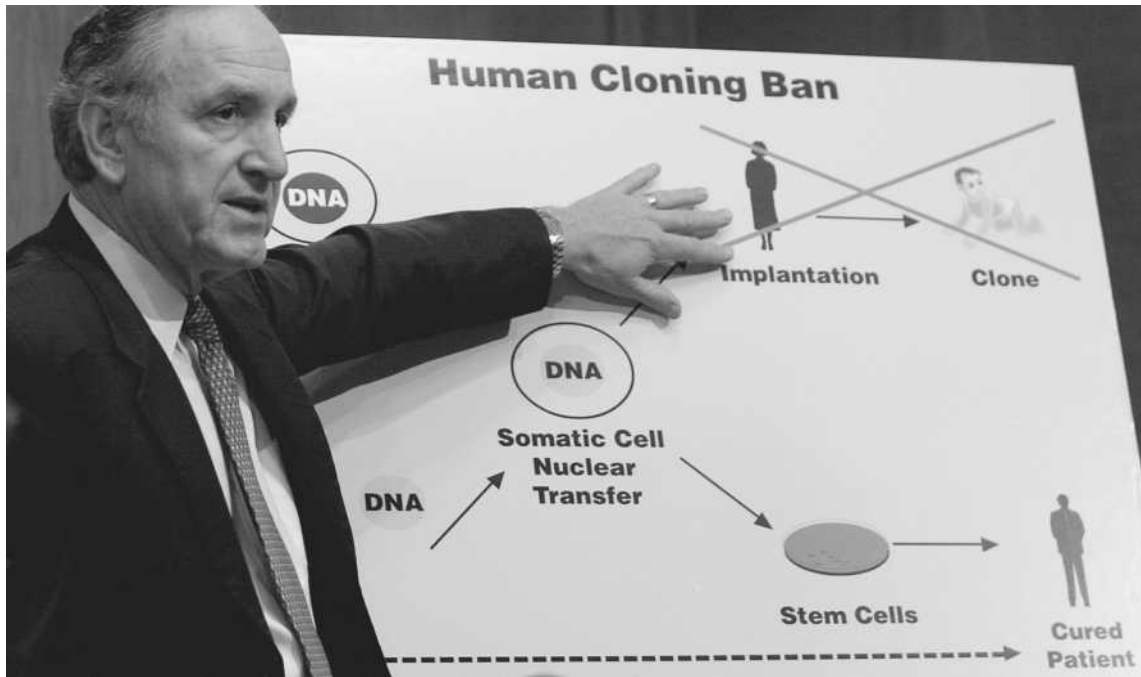 Human Cloning Ban
DNA
Implantation
Clone
DNA
Somatic Cell
Nuclear
Transfer
DNA
Stem Cells
Cured
Patient